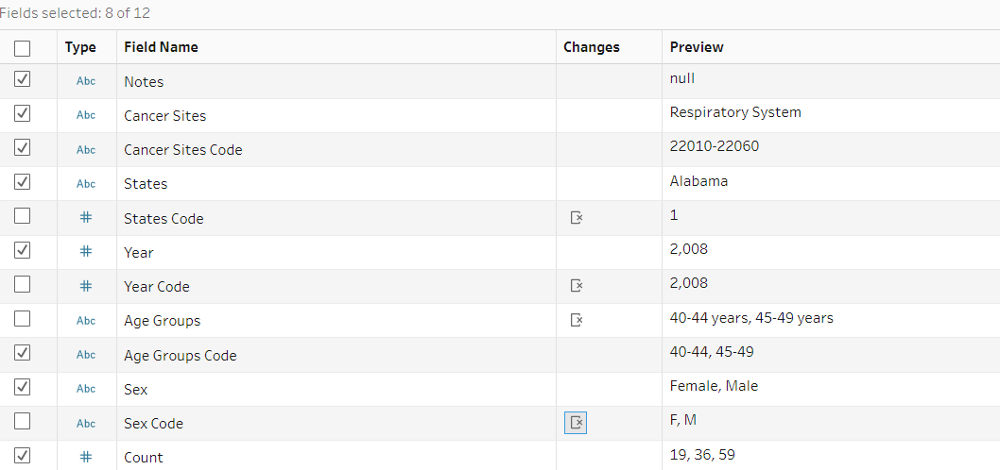 Fields selected: 8 of 12
Type Field Name Changes Preview
Abc Notes null
Abc Cancer Sites Respiratory System
Abc Cancer Sites Code 22010-22060
Abc States Alabama
# States Code 1
# Year 2,008
# Year Code 2,008
Abc Age Groups 40-44 years, 45-49 years
Abc Age Groups Code 40-44, 45-49
Abc Sex Female, Male
Abc Sex Code F, M
# Count 19, 36, 59